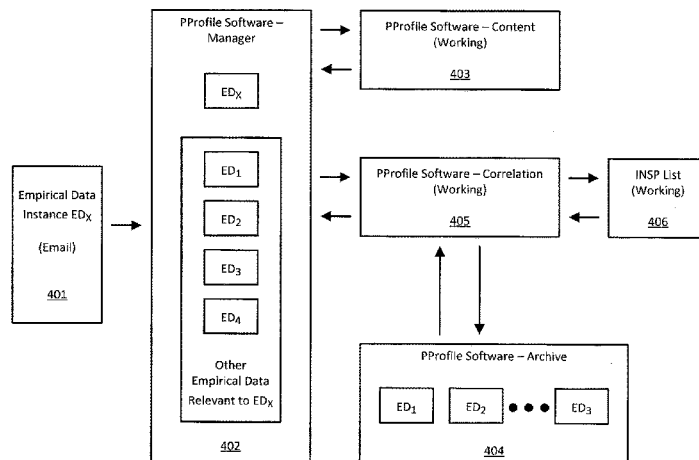 Empirical Data
Instance EDX
(Email)
401
PProfile Software –
Manager
EDX
ED1
ED2
ED3
ED4
Other
Empirical Data
Relevant to EDX
402
PProfile Software – Content
(Working)
403
PProfile Software – Correlation
(Working)
405
INSP List
(Working)
406
PProfile Software – Archive
ED1
ED2
ED3
404